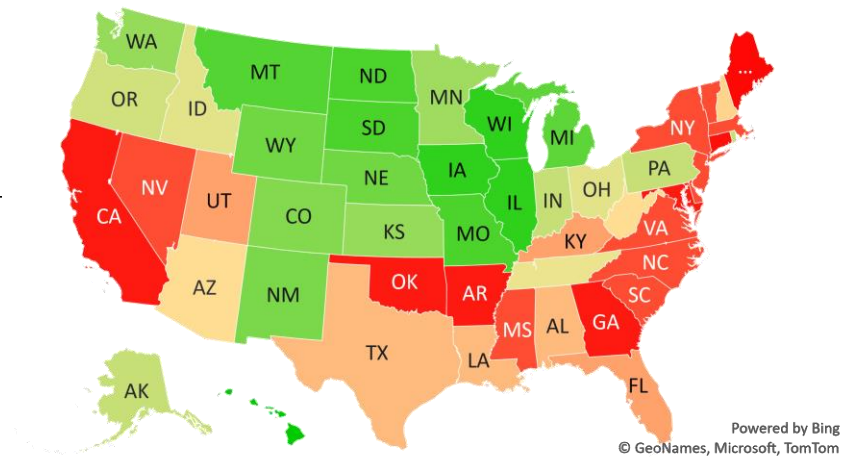 WA
MT
ND
MN
OR
ID
SD
WI
MI
NY
...
WY
IA
NE
PA
NV
UT
CO
IL
IN
OH
CA
KS
MO
KY
VA
NC
AZ
NM
OK
AR
SC
TX
MS
AL
GA
LA
FL
AK
Powered by Bing
© GeoNames, Microsoft, TomTom